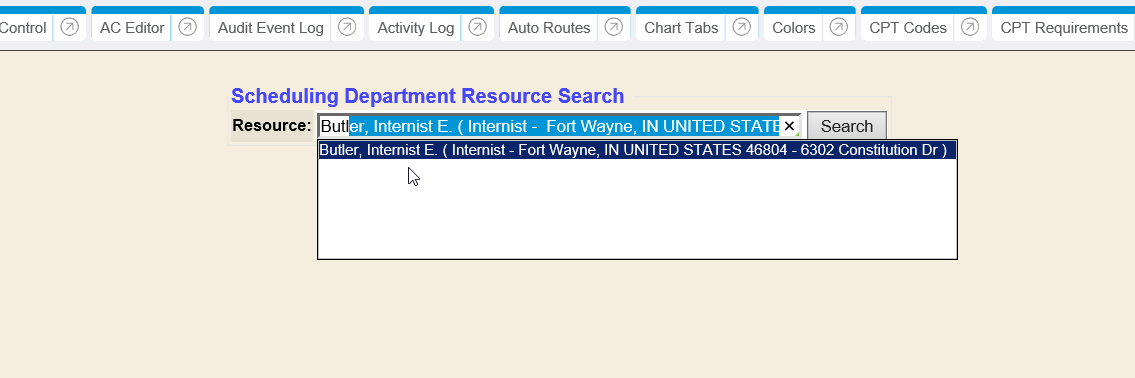 Control AC Editor Audit Event Log Activity Log Auto Routes Chart Tabs Colors CPT Codes CPT Requirements
Scheduling Department Resource Search
Resource: Butler, Internist E. ( Internist - Fort Wayne, IN UNITED STATE × Search
Butler, Internist E. ( Internist - Fort Wayne, IN UNITED STATES 46804 - 6302 Constitution Dr )